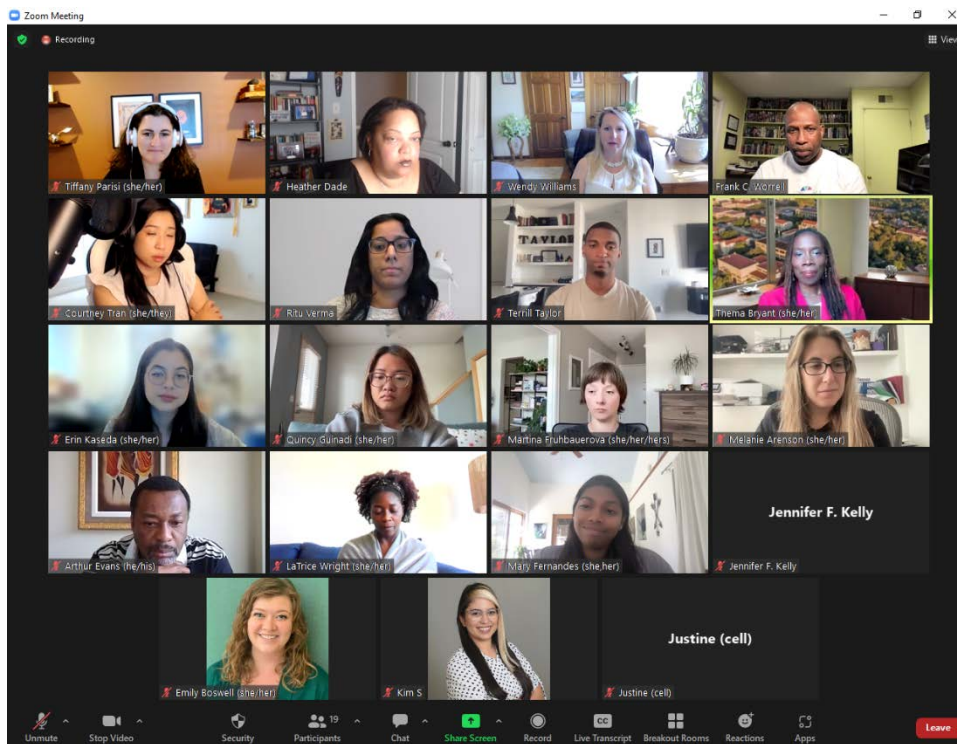 Zoom Meeting
Recording
View
Tiffany Parisi (she/her)
Heather Dade
Wendy Williams
Frank C. Worrell
Courtney Tran (she/they)
Ritu Verma
TAYLOR
Terrill Taylor
Thema Bryant (she/her)
Erin Kaseda (she/her)
Quincy Guinadi (she/her)
Martina Fruhbauerova (she/her/hers)
Melanie Arenson (she/her)
Arthur Evans (he/his)
LaTrice Wright (she/her)
Mary Fernandes (she,her)
Jennifer F. Kelly
Jennifer F. Kelly
Emily Boswell (she/her)
Kim S
Justine (cell)
Justine (cell)
Unmute
Stop Video
Security
Participants
19
Chat
Share Screen
Record
CC
Live Transcript
Breakout Rooms
Reactions
Apps
Leave